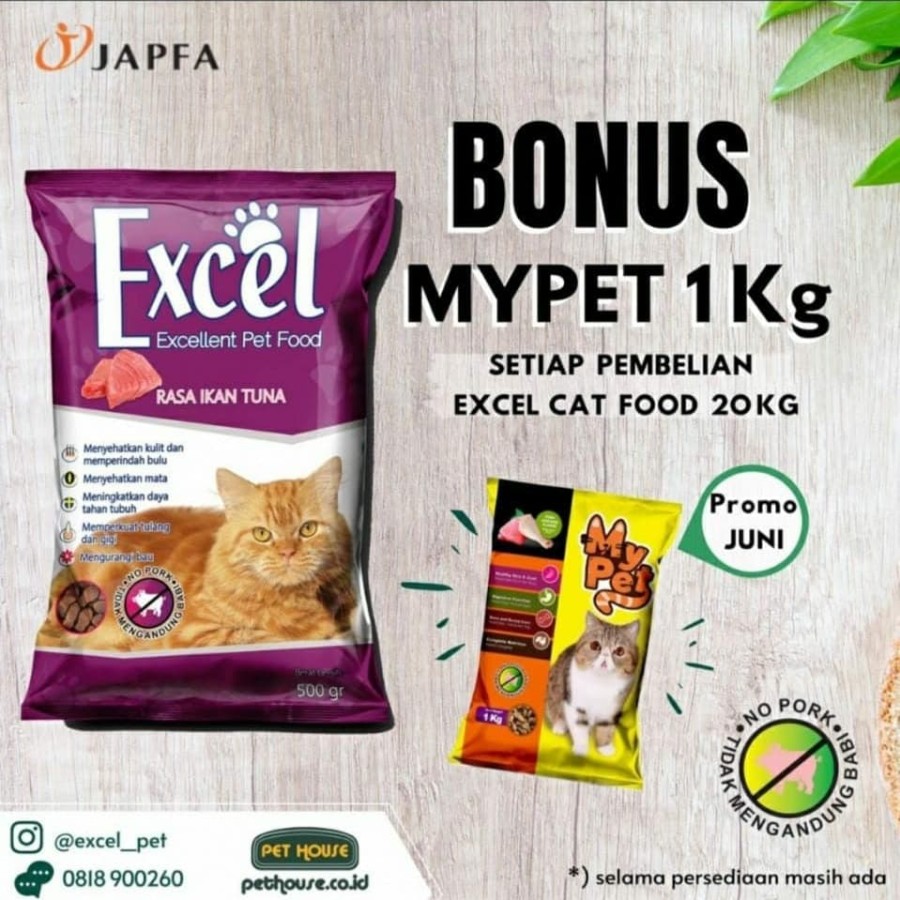 JAPFA
BONUS
MYPET 1 Kg
SETIAP PEMBELIAN
EXCEL CAT FOOD 20KG
Excel
Excellent Pet Food
RASA IKAN TUNA
Menyehatkan kulit dan
memperindah bulu
Menyehatkan mata
Meningkatkan daya
tahan tubuh
Memperkuat tulang
dan gigi
Mengurangi bau
•NO PORK•
TIDAK MENGANDUNG BABI
500 gr
Promo
JUNI
My
Pet
1 Kg
•NO PORK•
TIDAK MENGANDUNG BABI
@excel_pet
0818 900260
PET HOUSE
pethouse.co.id
*) selama persediaan masih ada